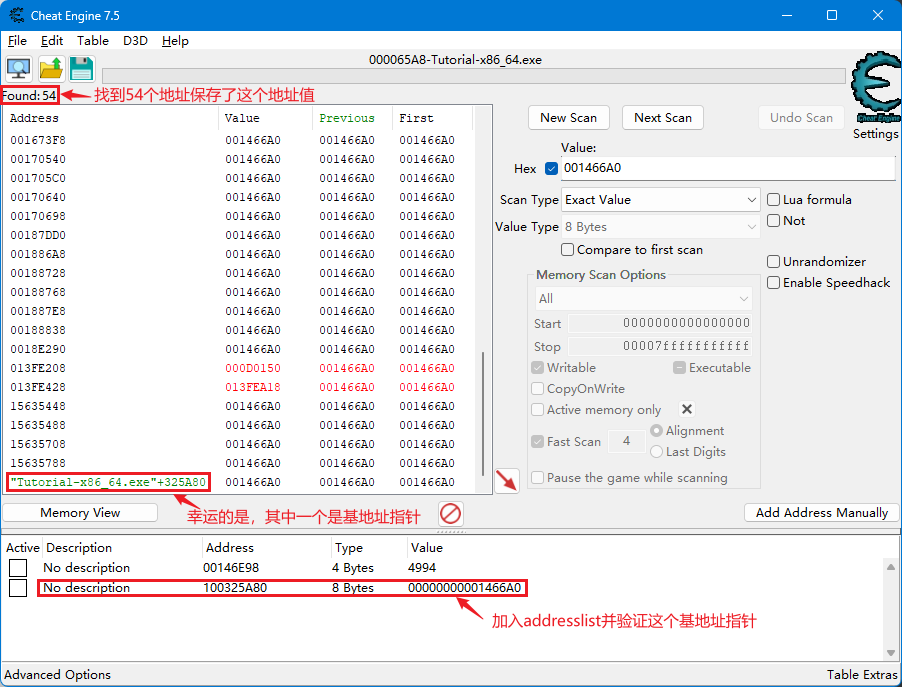 Cheat Engine 7.5
File Edit Table D3D Help
000065A8-Tutorial-x86_64.exe
Found: 54
找到54个地址保存了这个地址值
Cheat Engine
Settings
Address Value Previous First
001673F8 001466A0 001466A0 001466A0
00170540 001466A0 001466A0 001466A0
001705C0 001466A0 001466A0 001466A0
00170640 001466A0 001466A0 001466A0
00170698 001466A0 001466A0 001466A0
00187DD0 001466A0 001466A0 001466A0
001886A8 001466A0 001466A0 001466A0
00188728 001466A0 001466A0 001466A0
00188768 001466A0 001466A0 001466A0
001887E8 001466A0 001466A0 001466A0
00188838 001466A0 001466A0 001466A0
0018E290 001466A0 001466A0 001466A0
013FE208 000D0150 001466A0 001466A0
013FE428 013FEA18 001466A0 001466A0
15635448 001466A0 001466A0 001466A0
15635488 001466A0 001466A0 001466A0
15635708 001466A0 001466A0 001466A0
15635788 001466A0 001466A0 001466A0
"Tutorial-x86_64.exe"+325A80 001466A0 001466A0 001466A0
New Scan Next Scan Undo Scan
Value:
Hex 001466A0
Scan Type Exact Value
Value Type 8 Bytes
Compare to first scan
Lua formula
Not
Unrandomizer
Enable Speedhack
Memory Scan Options
All
Start 0000000000000000
Stop 00007fffffffffff
Writable Executable
CopyOnWrite
Active memory only
Fast Scan 4 Alignment
Last Digits
Pause the game while scanning
Memory View
幸运的是，其中一个是基地址指针
Add Address Manually
Active Description Address Type Value
No description 00146E98 4 Bytes 4994
No description 100325A80 8 Bytes 00000000001466A0
加入addresslist并验证这个基地址指针
Advanced Options Table Extras